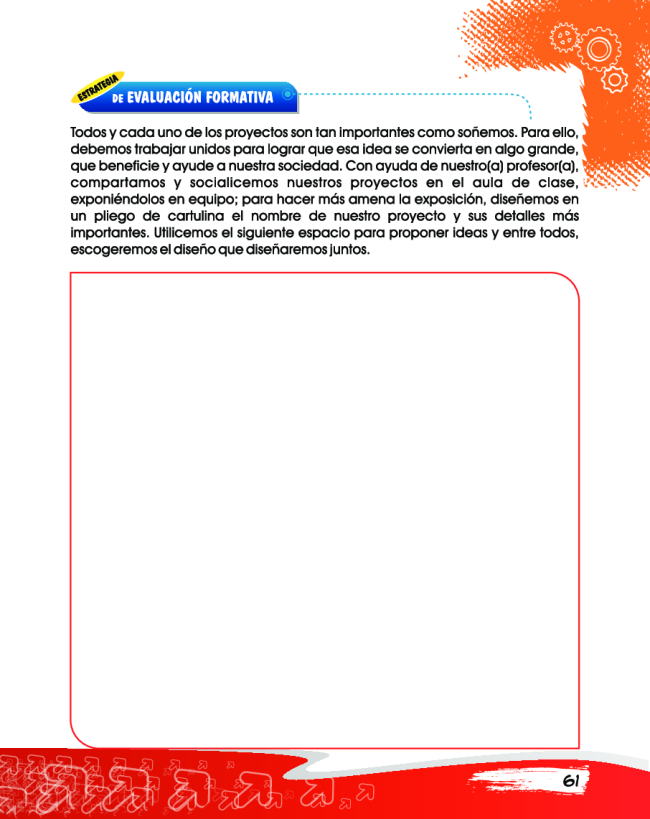 ESTRATEGIA
DE EVALUACIÓN FORMATIVA
Todos y cada uno de los proyectos son tan importantes como soñemos. Para ello,
debemos trabajar unidos para lograr que esa idea se convierta en algo grande,
que beneficie y ayude a nuestra sociedad. Con ayuda de nuestro(a) profesor(a),
compartamos y socialicemos nuestros proyectos en el aula de clase,
exponiéndolos en equipo; para hacer más amena la exposición, diseñemos en
un pliego de cartulina el nombre de nuestro proyecto y sus detalles más
importantes. Utilicemos el siguiente espacio para proponer ideas y entre todos,
escogeremos el diseño que diseñaremos juntos.
61